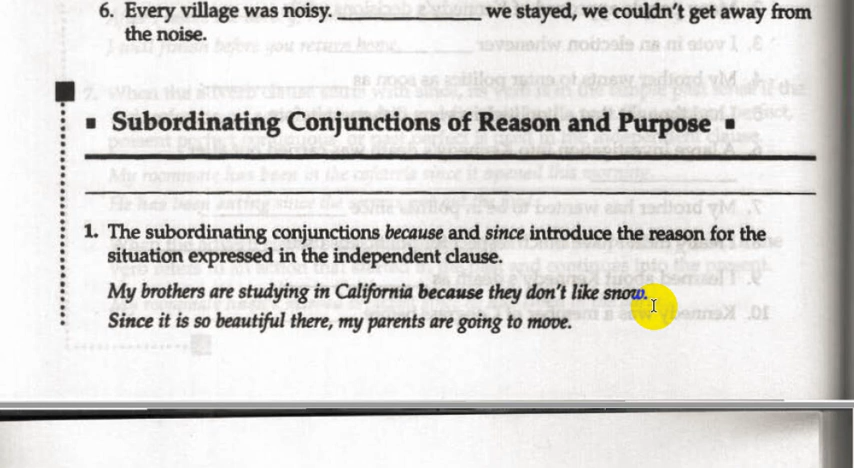 6. Every village was noisy. ____________ we stayed, we couldn't get away from
the noise.
▪ Subordinating Conjunctions of Reason and Purpose ▪
1. The subordinating conjunctions because and since introduce the reason for the
situation expressed in the independent clause.
My brothers are studying in California because they don't like snow.
Since it is so beautiful there, my parents are going to move.